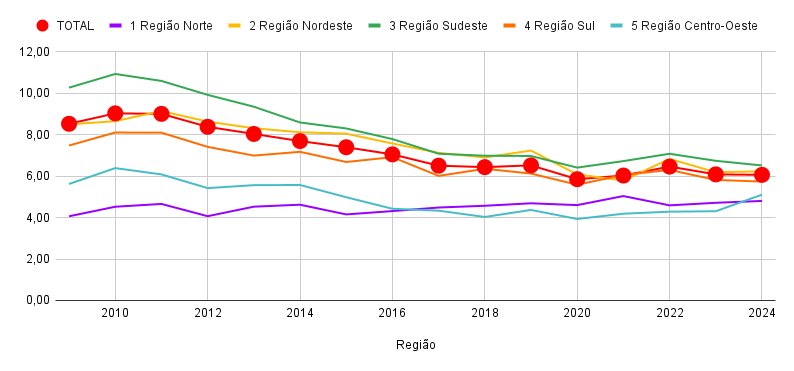 TOTAL 1 Região Norte 2 Região Nordeste 3 Região Sudeste 4 Região Sul 5 Região Centro-Oeste
12,00
10,00
8,00
6,00
4,00
2,00
0,00
2010 2012 2014 2016 2018 2020 2022 2024
Região